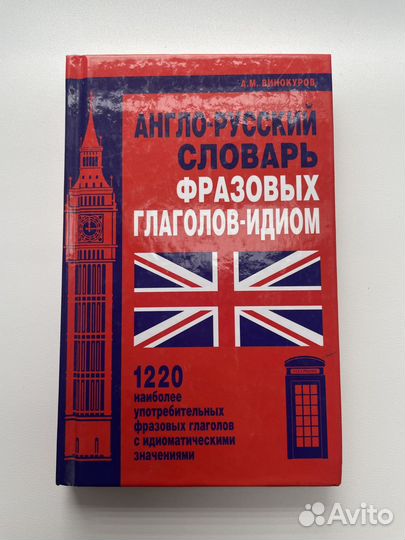 А.М. ВИНОКУРОВ
АНГЛО-РУССКИЙ
СЛОВАРЬ
ФРАЗОВЫХ
ГЛАГОЛОВ-ИДИОМ
1220
наиболее
употребительных
фразовых глаголов
с идиоматическими
значениями
Avito